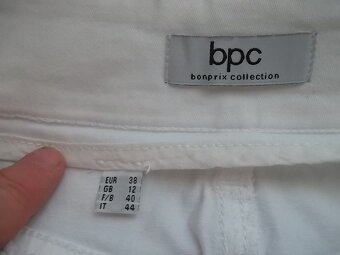 bpc
bonprix collection
EUR 38
GB 12
F/B 40
IT 44